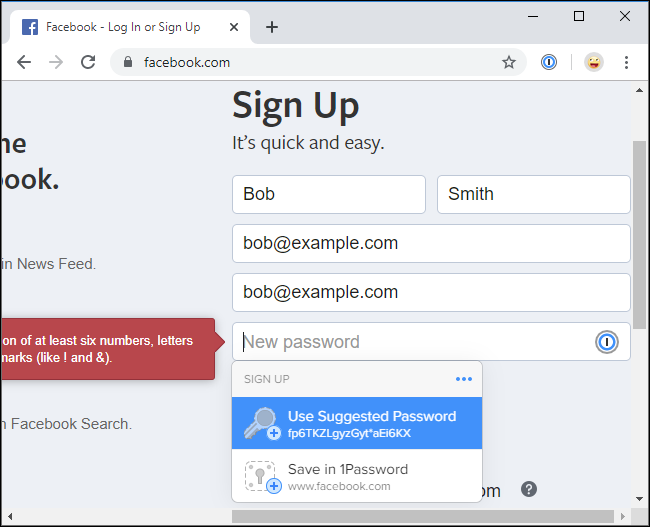 Facebook - Log In or Sign Up
facebook.com
Sign Up
It's quick and easy.
ne
ook.
Bob
Smith
bob@example.com
in News Feed.
bob@example.com
on of at least six numbers, letters
marks (like ! and &).
New password
SIGN UP
Use Suggested Password
fp6TKZLgyzGyt*aEi6KX
n Facebook Search.
Save in 1Password
www.facebook.com
om